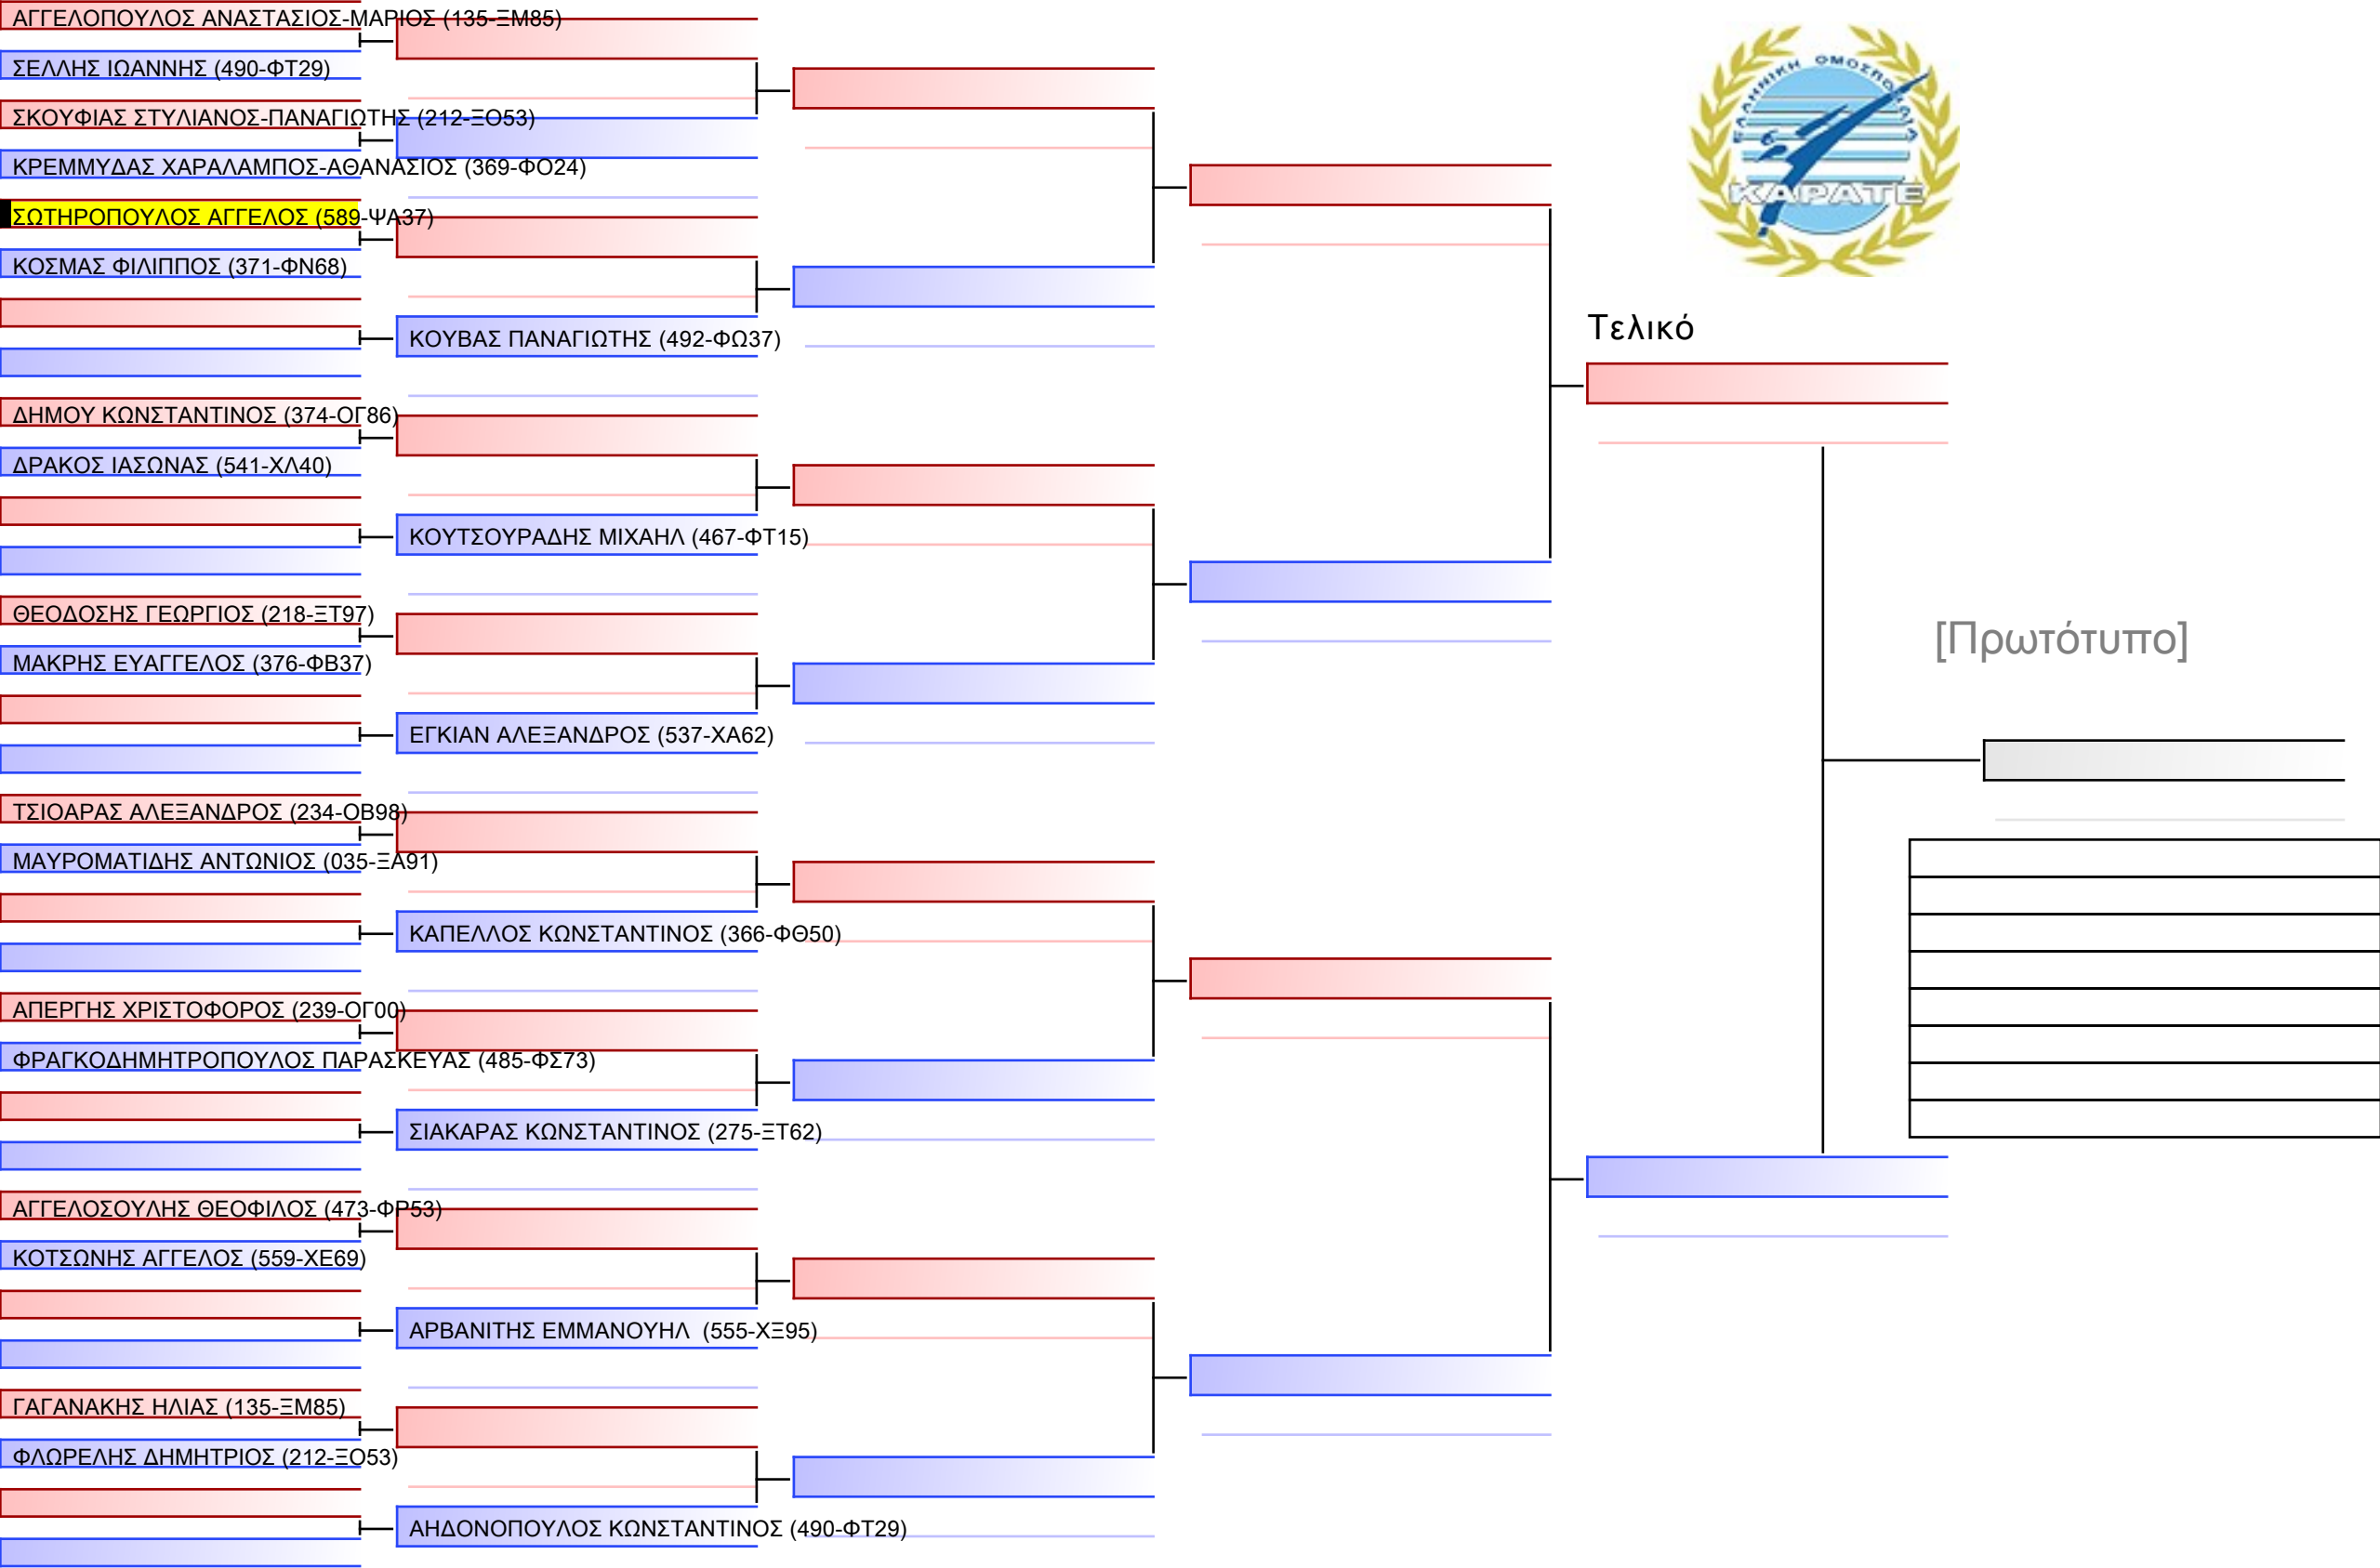 ΑΓΓΕΛΟΠΟΥΛΟΣ ΑΝΑΣΤΑΣΙΟΣ-ΜΑΡΙΟΣ (135-ΞΜ85)
ΣΕΛΛΗΣ ΙΩΑΝΝΗΣ (490-ΦΤ29)
ΣΚΟΥΦΙΑΣ ΣΤΥΛΙΑΝΟΣ-ΠΑΝΑΓΙΩΤΗΣ (212-ΞΟ53)
ΚΡΕΜΜΥΔΑΣ ΧΑΡΑΛΑΜΠΟΣ-ΑΘΑΝΑΣΙΟΣ (369-ΦΟ24)
ΣΩΤΗΡΟΠΟΥΛΟΣ ΑΓΓΕΛΟΣ (589-ΨΑ37)
ΚΟΣΜΑΣ ΦΙΛΙΠΠΟΣ (371-ΦΝ68)
ΚΟΥΒΑΣ ΠΑΝΑΓΙΩΤΗΣ (492-ΦΩ37)
ΔΗΜΟΥ ΚΩΝΣΤΑΝΤΙΝΟΣ (374-ΟΓ86)
ΔΡΑΚΟΣ ΙΑΣΩΝΑΣ (541-ΧΛ40)
ΚΟΥΤΣΟΥΡΑΔΗΣ ΜΙΧΑΗΛ (467-ΦΤ15)
ΘΕΟΔΟΣΗΣ ΓΕΩΡΓΙΟΣ (218-ΞΤ97)
ΜΑΚΡΗΣ ΕΥΑΓΓΕΛΟΣ (376-ΦΒ37)
ΕΓΚΙΑΝ ΑΛΕΞΑΝΔΡΟΣ (537-ΧΑ62)
ΤΣΙΟΑΡΑΣ ΑΛΕΞΑΝΔΡΟΣ (234-ΟΒ98)
ΜΑΥΡΟΜΑΤΙΔΗΣ ΑΝΤΩΝΙΟΣ (035-ΞΑ91)
ΚΑΠΕΛΛΟΣ ΚΩΝΣΤΑΝΤΙΝΟΣ (366-ΦΘ50)
ΑΠΕΡΓΗΣ ΧΡΙΣΤΟΦΟΡΟΣ (239-ΟΓ00)
ΦΡΑΓΚΟΔΗΜΗΤΡΟΠΟΥΛΟΣ ΠΑΡΑΣΚΕΥΑΣ (485-ΦΣ73)
ΣΙΑΚΑΡΑΣ ΚΩΝΣΤΑΝΤΙΝΟΣ (275-ΞΤ62)
ΑΓΓΕΛΟΣΟΥΛΗΣ ΘΕΟΦΙΛΟΣ (473-ΦΡ53)
ΚΟΤΣΩΝΗΣ ΑΓΓΕΛΟΣ (559-ΧΕ69)
ΑΡΒΑΝΙΤΗΣ ΕΜΜΑΝΟΥΗΛ (555-ΧΞ95)
ΓΑΓΑΝΑΚΗΣ ΗΛΙΑΣ (135-ΞΜ85)
ΦΛΩΡΕΛΗΣ ΔΗΜΗΤΡΙΟΣ (212-ΞΟ53)
ΑΗΔΟΝΟΠΟΥΛΟΣ ΚΩΝΣΤΑΝΤΙΝΟΣ (490-ΦΤ29)
ΕΛΛΗΝΙΚΗ ΟΜΟΣΠΟΝΔΙΑ
ΚΑΡΑΤΕ
Τελικό
[Πρωτότυπο]